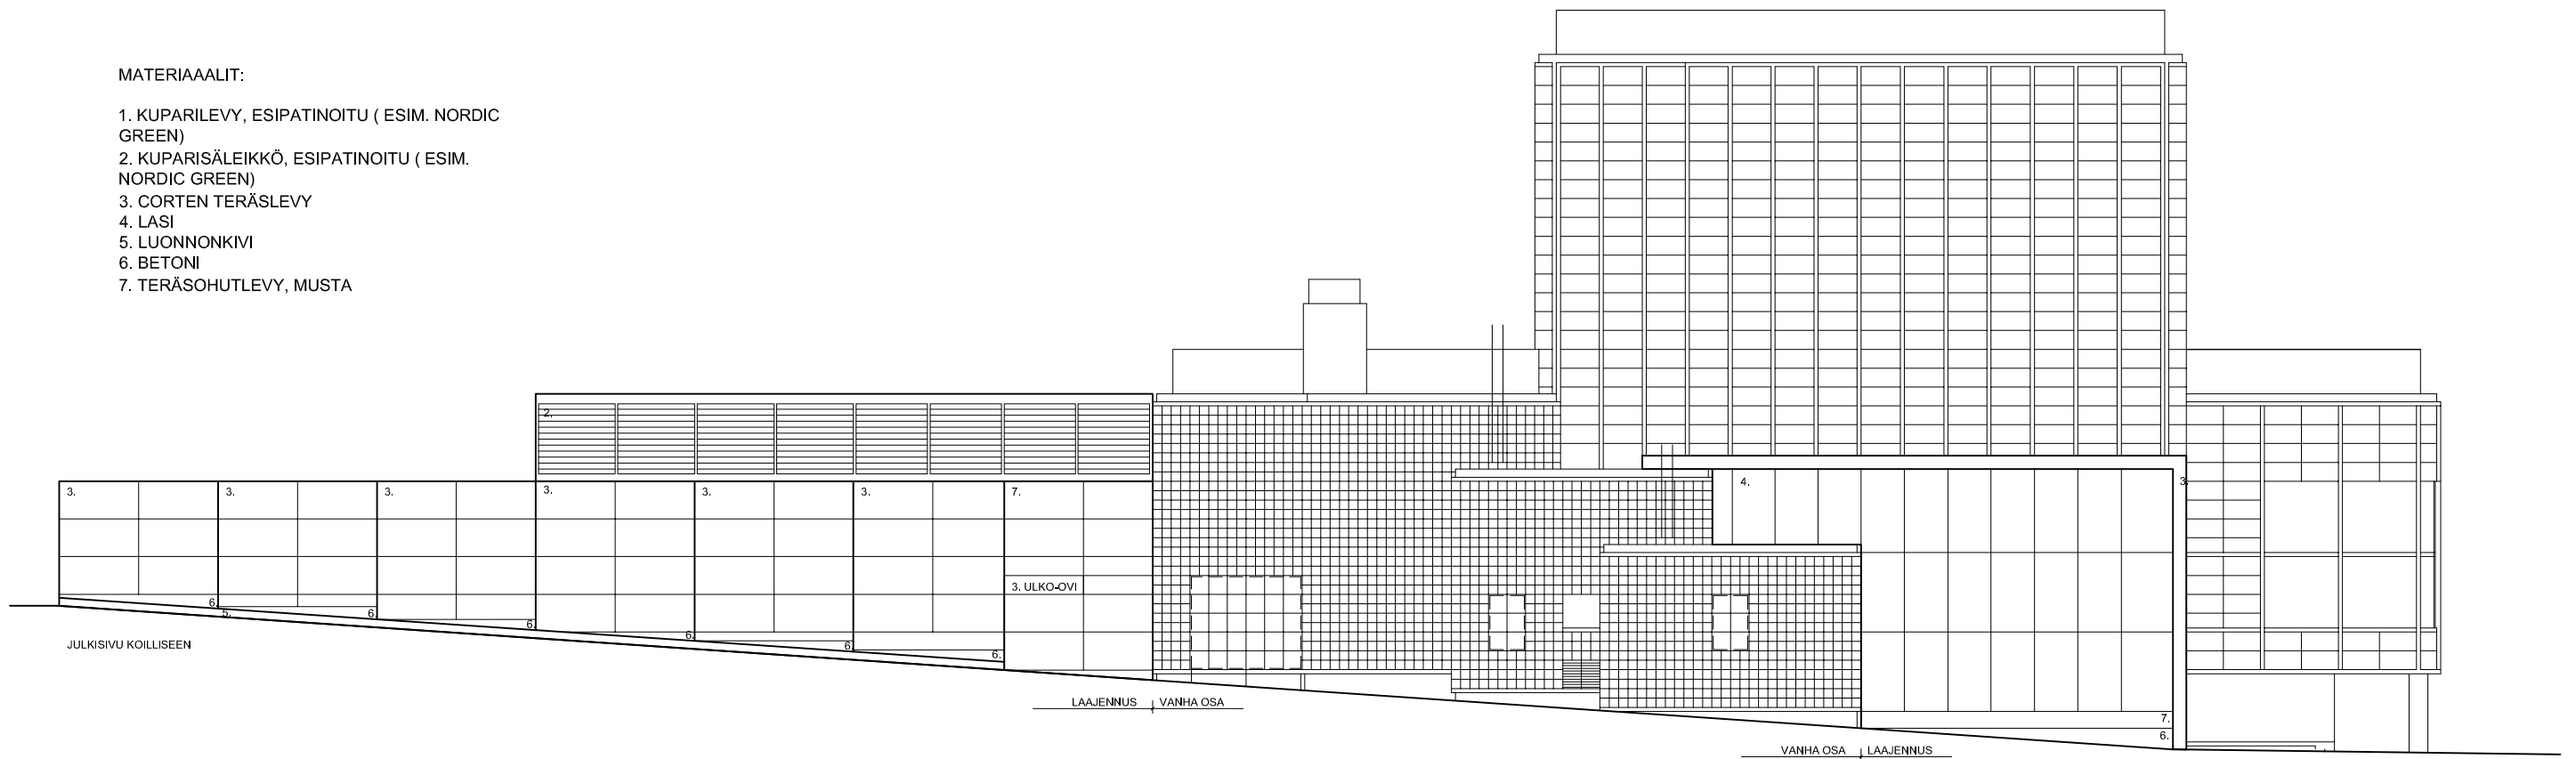 MATERIAAALIT:
1. KUPARILEVY, ESIPATINOITU ( ESIM. NORDIC
GREEN)
2. KUPARISÄLEIKKÖ, ESIPATINOITU ( ESIM.
NORDIC GREEN)
3. CORTEN TERÄSLEVY
4. LASI
5. LUONNONKIVI
6. BETONI
7. TERÄSOHUTLEVY, MUSTA
2.
4.
3.
3.
3.
3.
3.
3.
3.
7.
3. ULKO-OVI
6.
5.
6.
6.
6.
6.
6.
JULKISIVU KOILLISEEN
LAAJENNUS
VANHA OSA
7.
6.
VANHA OSA
LAAJENNUS